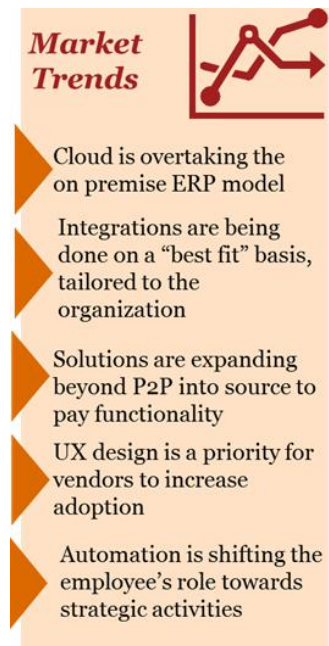 Market
Trends
Cloud is overtaking the
on premise ERP model
Integrations are being
done on a “best fit” basis,
tailored to the
organization
Solutions are expanding
beyond P2P into source to
pay functionality
UX design is a priority for
vendors to increase
adoption
Automation is shifting the
employee’s role towards
strategic activities